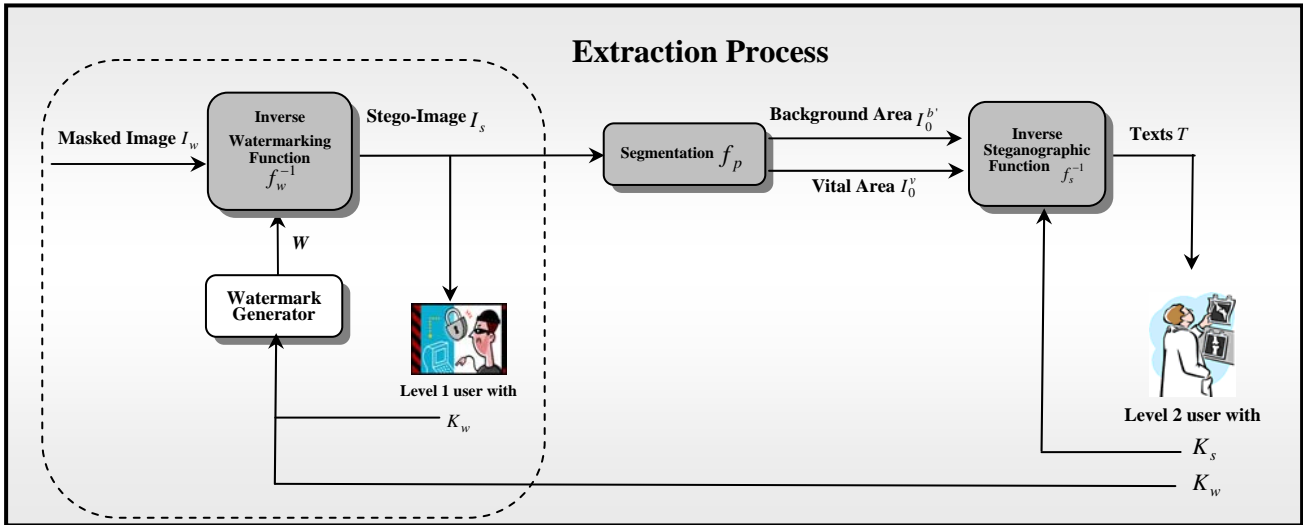 Extraction Process
Masked Image I_w
Inverse
Watermarking
Function
f_w^{-1}
Stego-Image I_s
Segmentation f_p
Background Area I_0^{b'}
Vital Area I_0^v
Inverse
Steganographic
Function f_s^{-1}
Texts T
W
Watermark
Generator
Level 1 user with
K_w
Level 2 user with
K_s
K_w